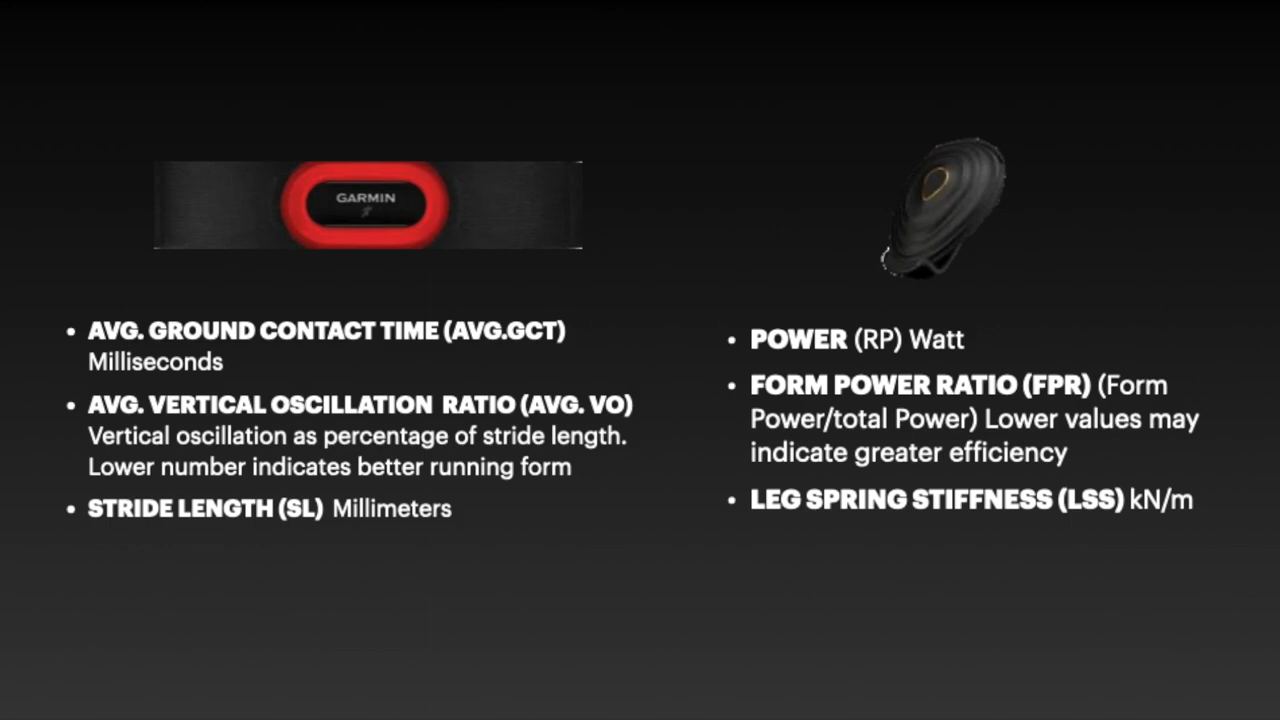 GARMIN
• AVG. GROUND CONTACT TIME (AVG.GCT)
Milliseconds
• AVG. VERTICAL OSCILLATION RATIO (AVG. VO)
Vertical oscillation as percentage of stride length.
Lower number indicates better running form
• STRIDE LENGTH (SL) Millimeters
• POWER (RP) Watt
• FORM POWER RATIO (FPR) (Form
Power/total Power) Lower values may
indicate greater efficiency
• LEG SPRING STIFFNESS (LSS) kN/m